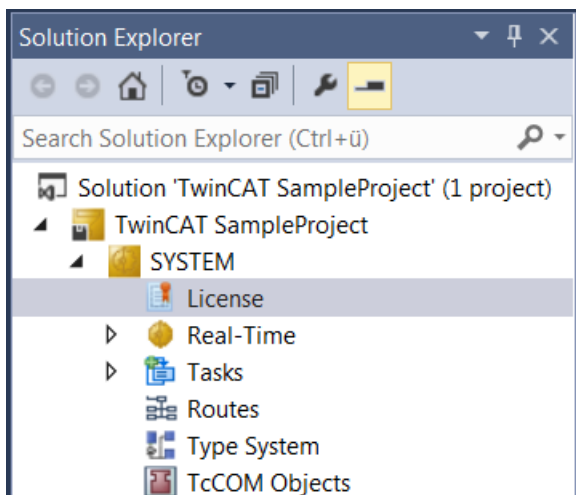 Solution Explorer
Search Solution Explorer (Ctrl+ü)
Solution 'TwinCAT SampleProject' (1 project)
TwinCAT SampleProject
SYSTEM
License
Real-Time
Tasks
Routes
Type System
TcCOM Objects